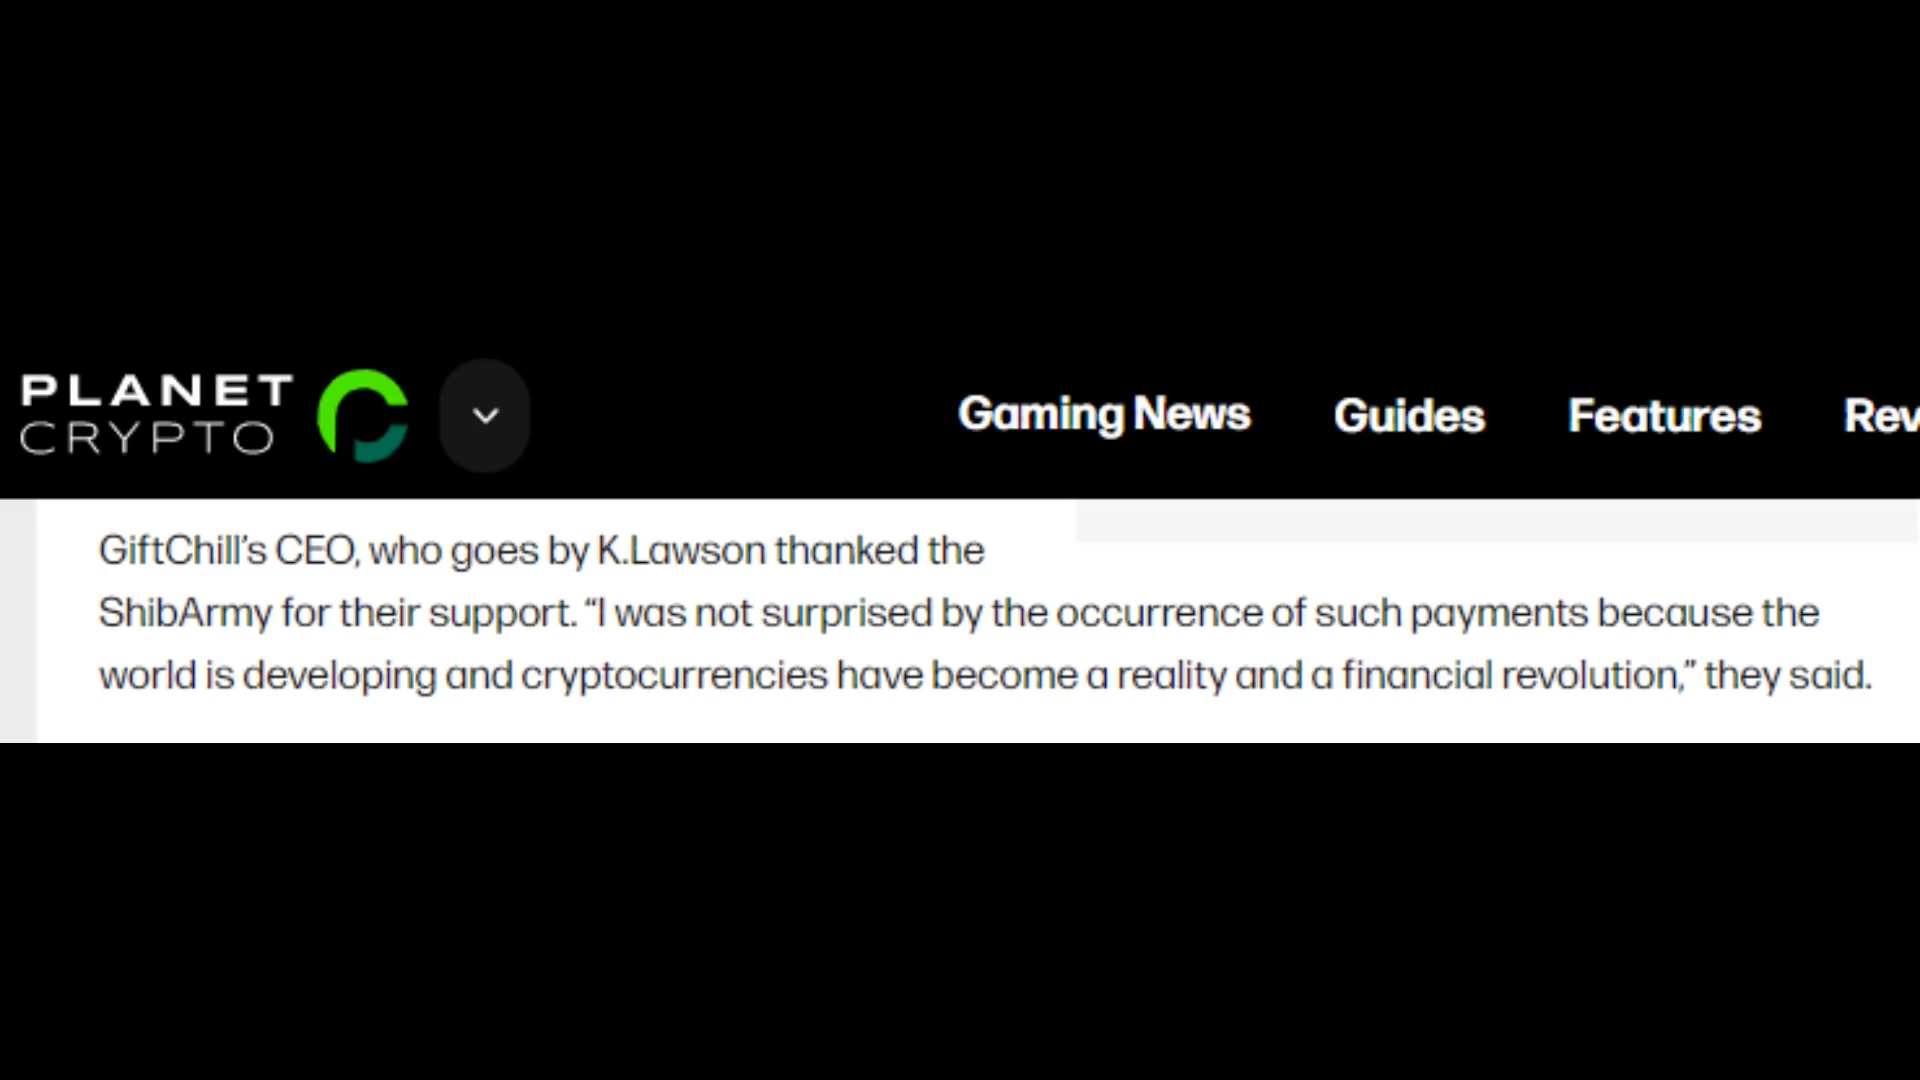 PLANET
CRYPTO
Gaming News Guides Features Rev
GiftChill’s CEO, who goes by K.Lawson thanked the
ShibArmy for their support. “I was not surprised by the occurrence of such payments because the
world is developing and cryptocurrencies have become a reality and a financial revolution,” they said.